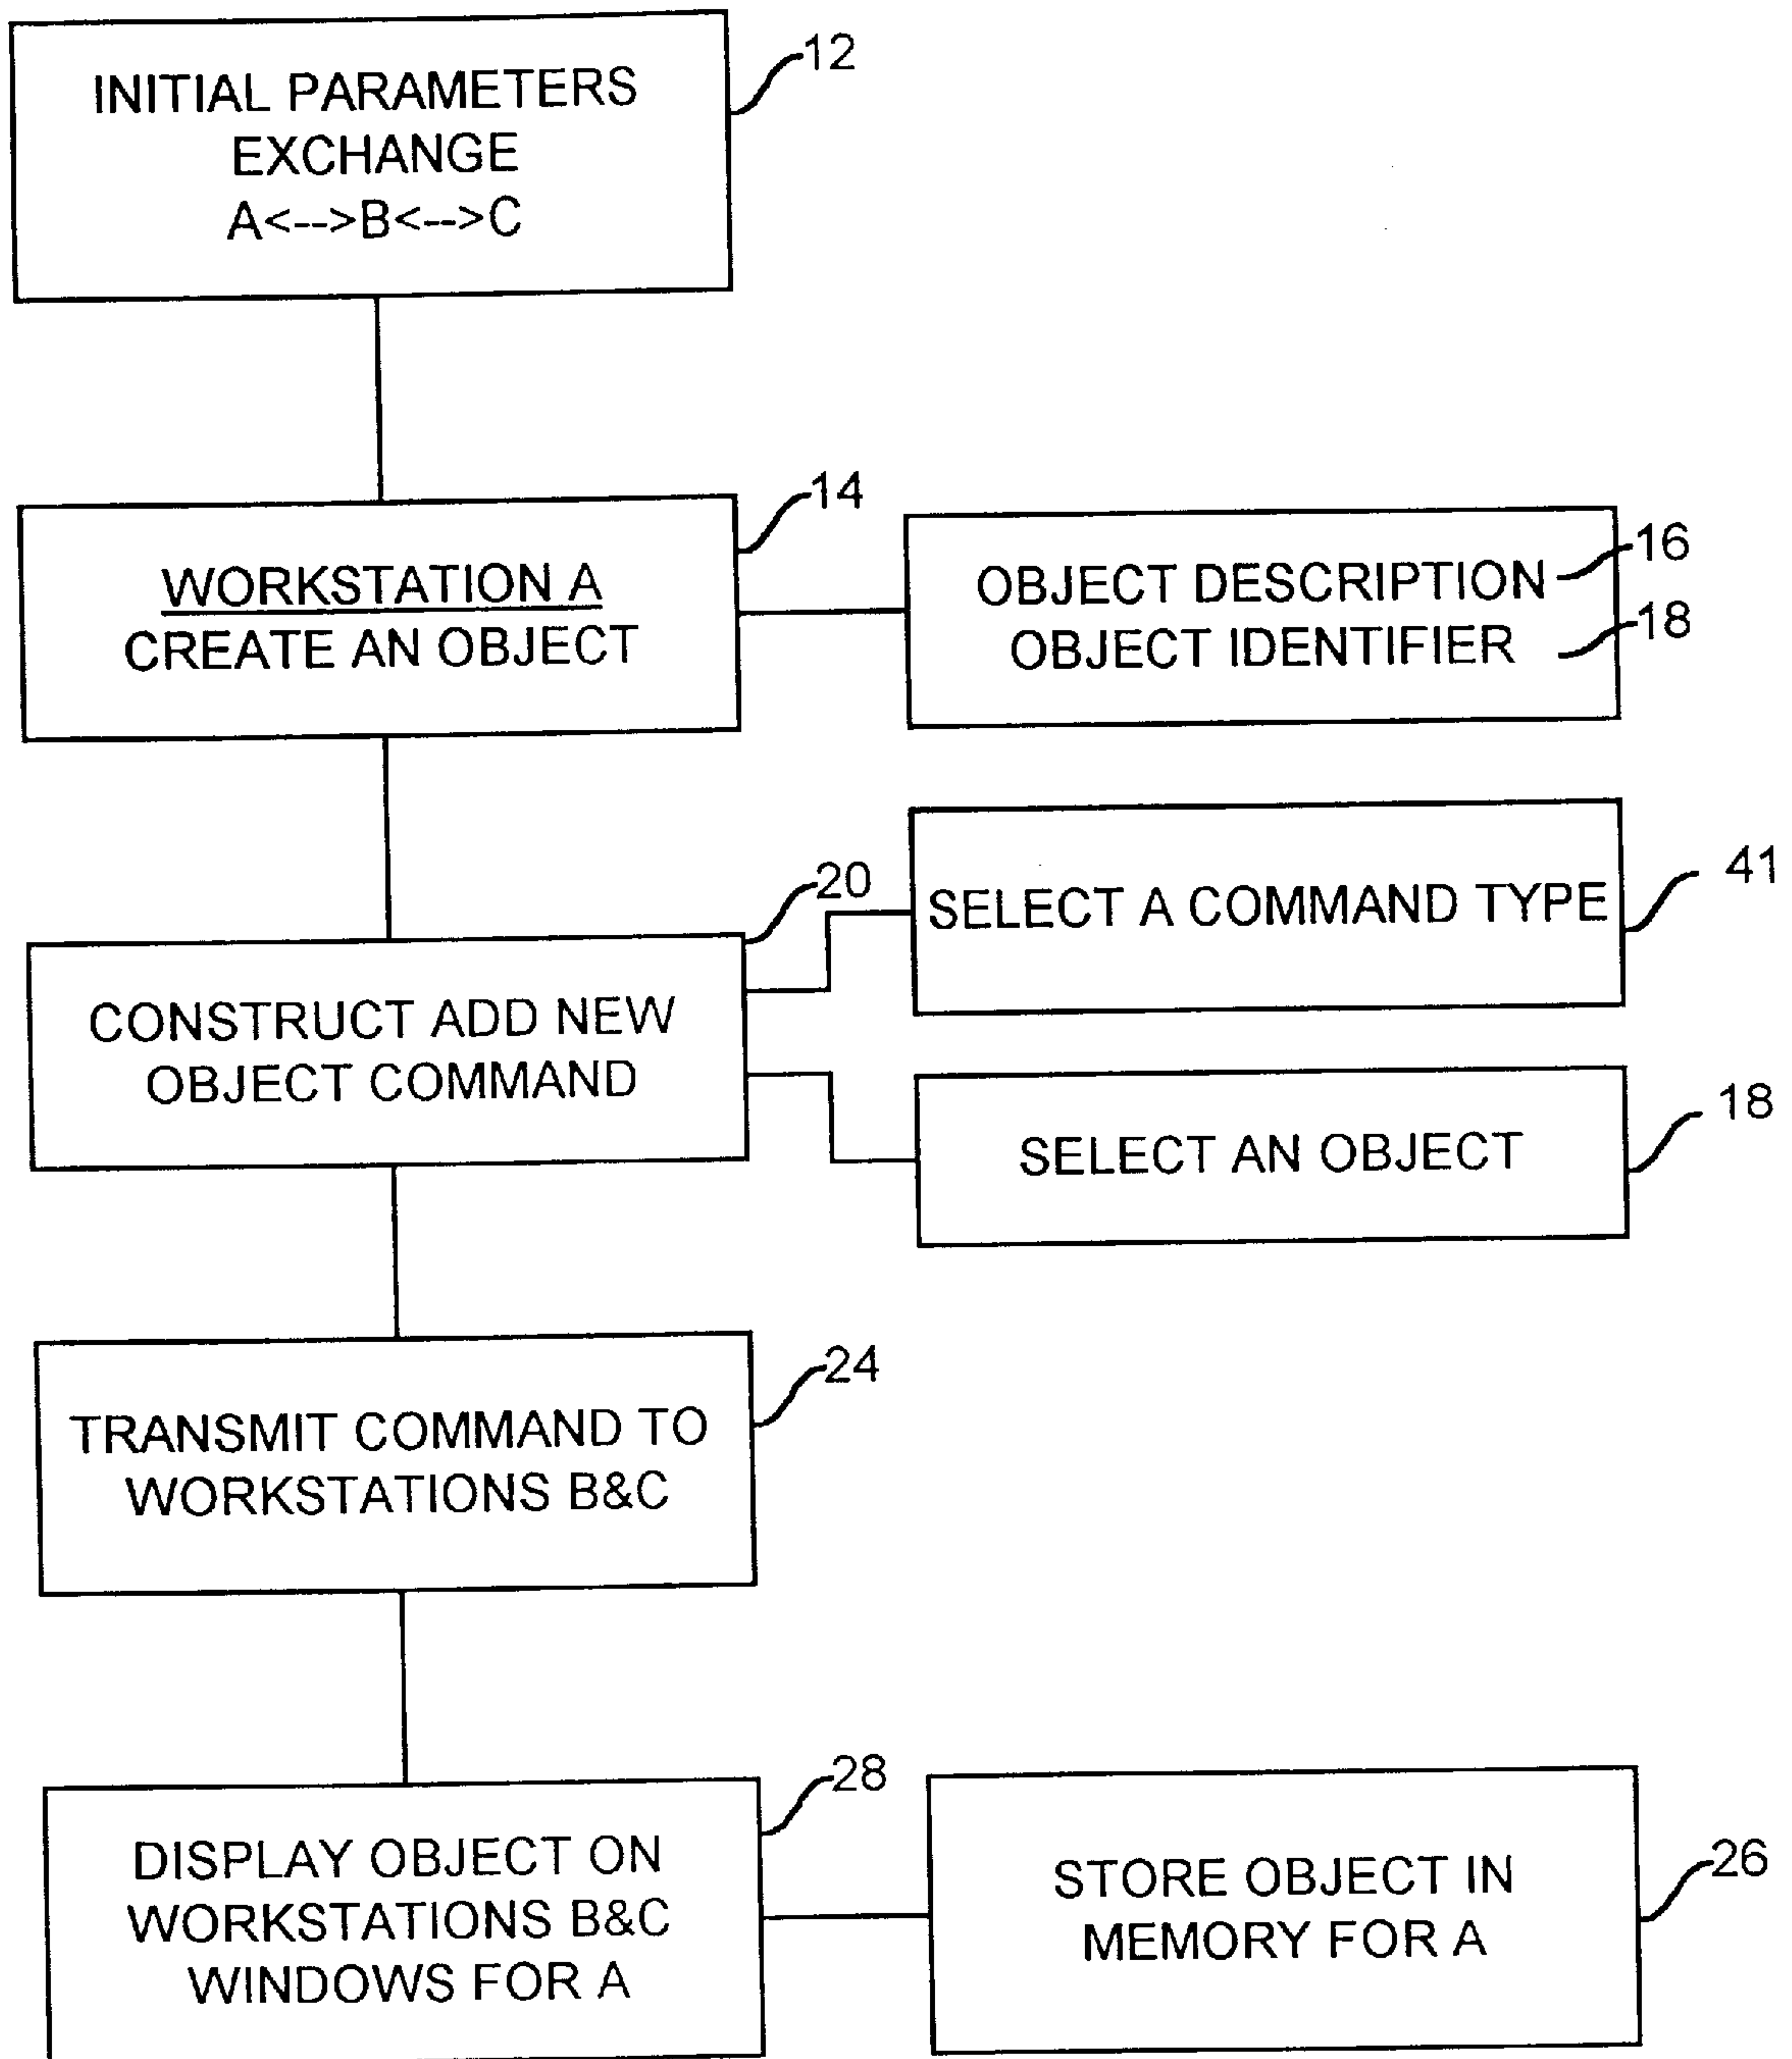 INITIAL PARAMETERS
EXCHANGE
A<-->B<-->C
12
WORKSTATION A
CREATE AN OBJECT
14
OBJECT DESCRIPTION
16
OBJECT IDENTIFIER
18
CONSTRUCT ADD NEW
OBJECT COMMAND
20
SELECT A COMMAND TYPE
41
SELECT AN OBJECT
18
TRANSMIT COMMAND TO
WORKSTATIONS B&C
24
DISPLAY OBJECT ON
WORKSTATIONS B&C
WINDOWS FOR A
28
STORE OBJECT IN
MEMORY FOR A
26